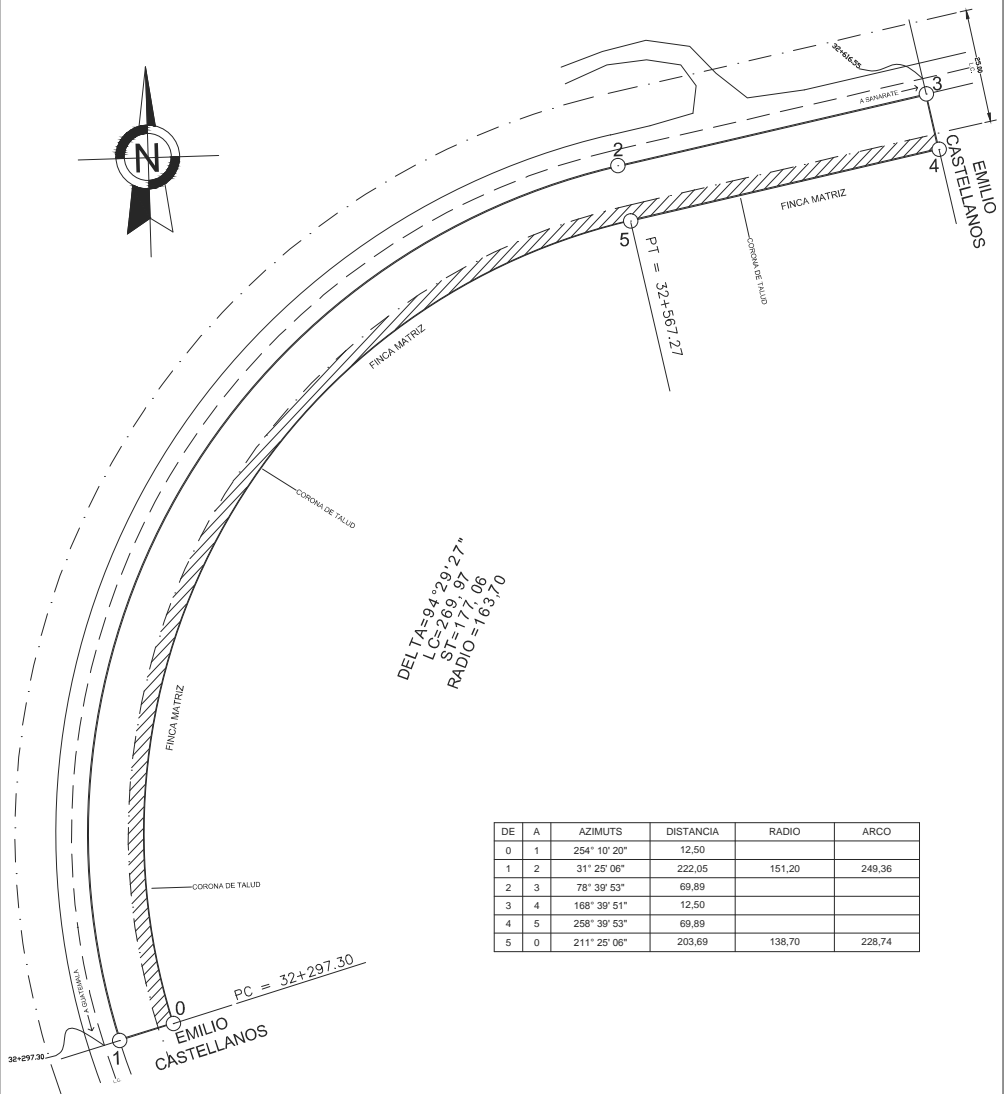 32+616.55
25.00
L.C.
A SANARATE
3
N
2
4
EMILIO
CASTELLANOS
FINCA MATRIZ
5
PT = 32+567.27
CORONA DE TALUD
FINCA MATRIZ
CORONA DE TALUD
DELTA=94°29'27"
LC=269, 97
ST=177, 06
RADIO=163,70
FINCA MATRIZ
DE A AZIMUTS DISTANCIA RADIO ARCO
0 1 254° 10' 20" 12,50
1 2 31° 25' 06" 222,05 151,20 249,36
2 3 78° 39' 53" 69,89
3 4 168° 39' 51" 12,50
4 5 258° 39' 53" 69,89
5 0 211° 25' 06" 203,69 138,70 228,74
CORONA DE TALUD
A GUATEMALA
PC = 32+297.30
0
EMILIO
CASTELLANOS
1
32+297.30
L.C.